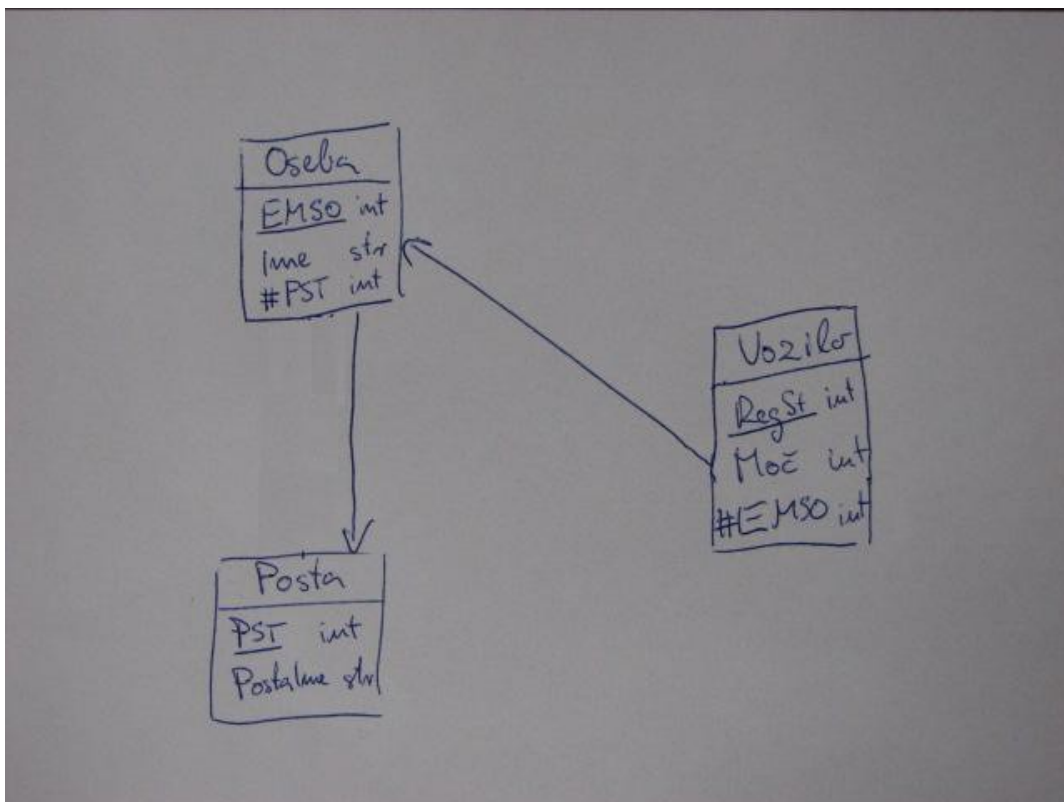 Oseba
EMSO int
Ime str
#PST int
Vozilo
RegSt int
Moč int
#EMSO int
Posta
PST int
PostaIme str